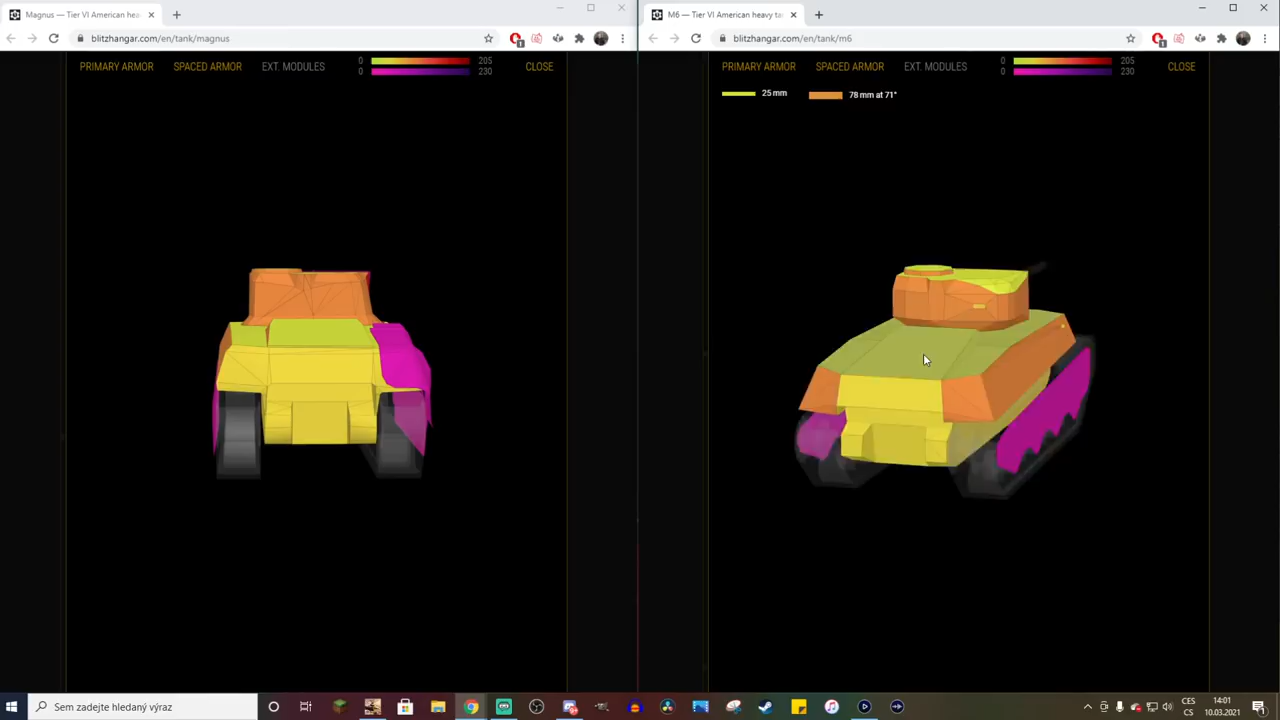 Magnus — Tier VI American hea
blitzhangar.com/en/tank/magnus
1
PRIMARY ARMOR
SPACED ARMOR
EXT. MODULES
0 205
0 230
CLOSE
M6 — Tier VI American heavy ta
blitzhangar.com/en/tank/m6
1
PRIMARY ARMOR
SPACED ARMOR
EXT. MODULES
0 205
0 230
CLOSE
25 mm
78 mm at 71°
Sem zadejte hledaný výraz
CES
CS
14:01
10.03.2021
1